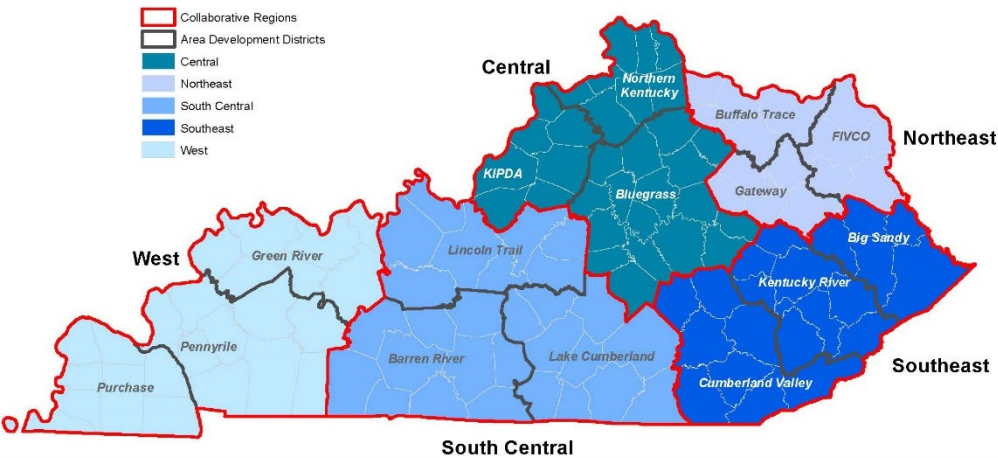 Collaborative Regions
Area Development Districts
Central
Northeast
South Central
Southeast
West
Central
Northern
Kentucky
Buffalo Trace
FIVCO
Northeast
KIPDA
Gateway
Bluegrass
Big Sandy
West
Green River
Lincoln Trail
Kentucky River
Pennyrile
Barren River
Lake Cumberland
Southeast
Purchase
Cumberland Valley
South Central